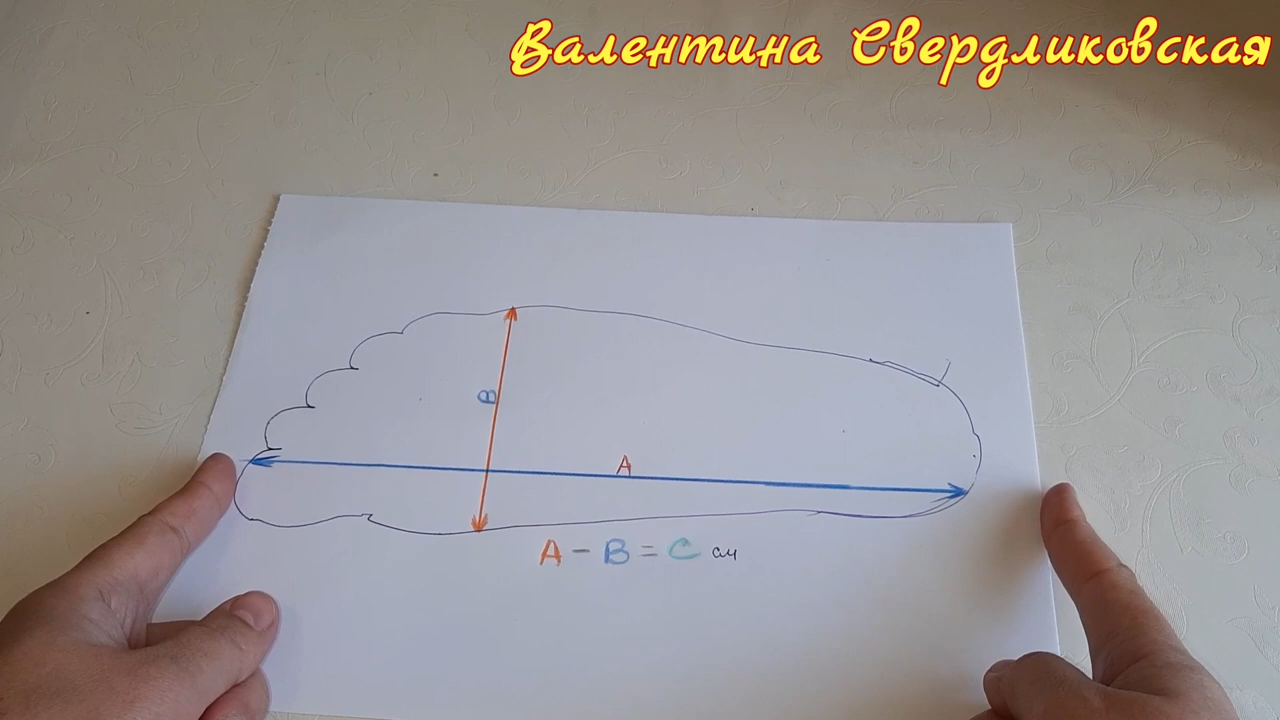 Валентина Свердликовская
В
А
А - В = С см